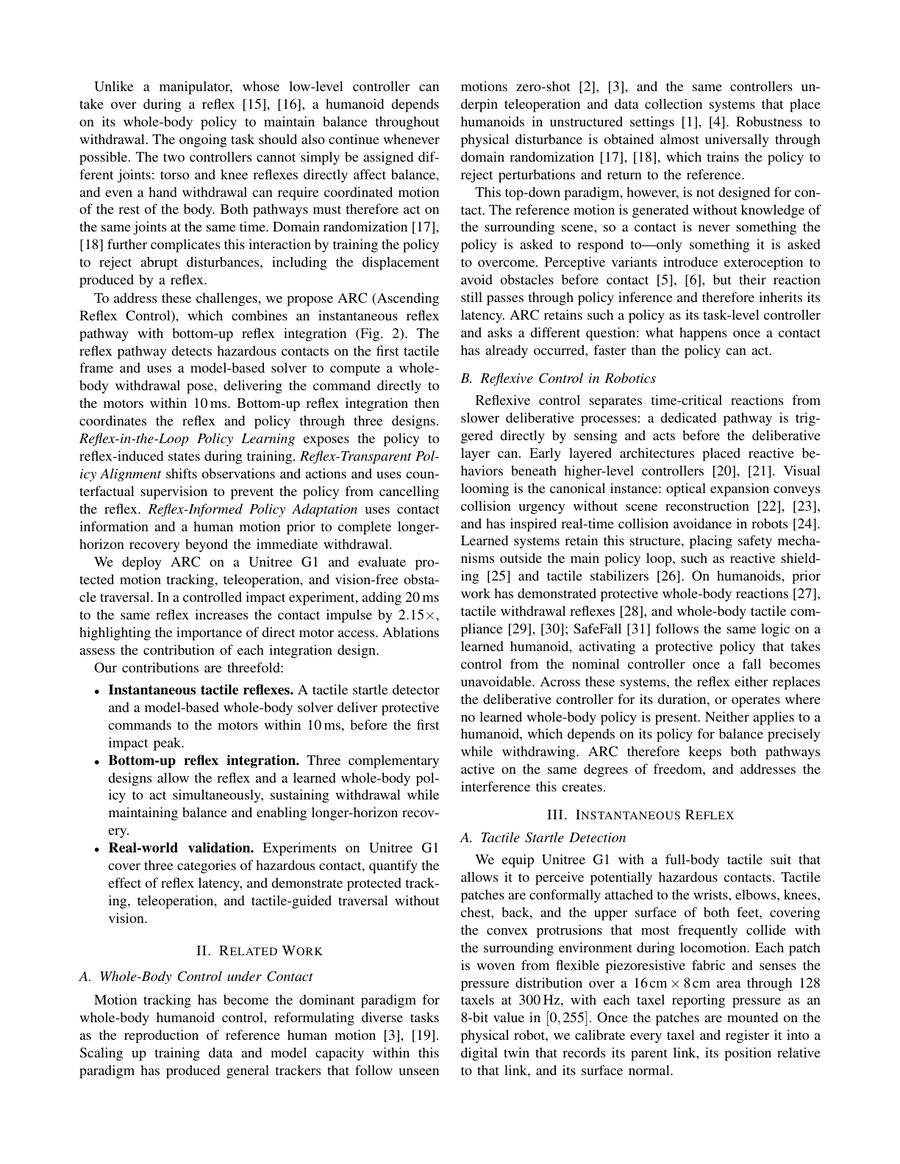 Unlike a manipulator, whose low-level controller can
take over during a reflex [15], [16], a humanoid depends
on its whole-body policy to maintain balance throughout
withdrawal. The ongoing task should also continue whenever
possible. The two controllers cannot simply be assigned dif-
ferent joints: torso and knee reflexes directly affect balance,
and even a hand withdrawal can require coordinated motion
of the rest of the body. Both pathways must therefore act on
the same joints at the same time. Domain randomization [17],
[18] further complicates this interaction by training the policy
to reject abrupt disturbances, including the displacement
produced by a reflex.
To address these challenges, we propose ARC (Ascending
Reflex Control), which combines an instantaneous reflex
pathway with bottom-up reflex integration (Fig. 2). The
reflex pathway detects hazardous contacts on the first tactile
frame and uses a model-based solver to compute a whole-
body withdrawal pose, delivering the command directly to
the motors within 10 ms. Bottom-up reflex integration then
coordinates the reflex and policy through three designs.
Reflex-in-the-Loop Policy Learning exposes the policy to
reflex-induced states during training. Reflex-Transparent Pol-
icy Alignment shifts observations and actions and uses coun-
terfactual supervision to prevent the policy from cancelling
the reflex. Reflex-Informed Policy Adaptation uses contact
information and a human motion prior to complete longer-
horizon recovery beyond the immediate withdrawal.
We deploy ARC on a Unitree G1 and evaluate pro-
tected motion tracking, teleoperation, and vision-free obsta-
cle traversal. In a controlled impact experiment, adding 20 ms
to the same reflex increases the contact impulse by 2.15×,
highlighting the importance of direct motor access. Ablations
assess the contribution of each integration design.
Our contributions are threefold:
• Instantaneous tactile reflexes. A tactile startle detector
and a model-based whole-body solver deliver protective
commands to the motors within 10 ms, before the first
impact peak.
• Bottom-up reflex integration. Three complementary
designs allow the reflex and a learned whole-body pol-
icy to act simultaneously, sustaining withdrawal while
maintaining balance and enabling longer-horizon recov-
ery.
• Real-world validation. Experiments on Unitree G1
cover three categories of hazardous contact, quantify the
effect of reflex latency, and demonstrate protected track-
ing, teleoperation, and tactile-guided traversal without
vision.
II. RELATED WORK
A. Whole-Body Control under Contact
Motion tracking has become the dominant paradigm for
whole-body humanoid control, reformulating diverse tasks
as the reproduction of reference human motion [3], [19].
Scaling up training data and model capacity within this
paradigm has produced general trackers that follow unseen
motions zero-shot [2], [3], and the same controllers un-
derpin teleoperation and data collection systems that place
humanoids in unstructured settings [1], [4]. Robustness to
physical disturbance is obtained almost universally through
domain randomization [17], [18], which trains the policy to
reject perturbations and return to the reference.
This top-down paradigm, however, is not designed for con-
tact. The reference motion is generated without knowledge of
the surrounding scene, so a contact is never something the
policy is asked to respond to—only something it is asked
to overcome. Perceptive variants introduce exteroception to
avoid obstacles before contact [5], [6], but their reaction
still passes through policy inference and therefore inherits its
latency. ARC retains such a policy as its task-level controller
and asks a different question: what happens once a contact
has already occurred, faster than the policy can act.
B. Reflexive Control in Robotics
Reflexive control separates time-critical reactions from
slower deliberative processes: a dedicated pathway is trig-
gered directly by sensing and acts before the deliberative
layer can. Early layered architectures placed reactive be-
haviors beneath higher-level controllers [20], [21]. Visual
looming is the canonical instance: optical expansion conveys
collision urgency without scene reconstruction [22], [23],
and has inspired real-time collision avoidance in robots [24].
Learned systems retain this structure, placing safety mecha-
nisms outside the main policy loop, such as reactive shield-
ing [25] and tactile stabilizers [26]. On humanoids, prior
work has demonstrated protective whole-body reactions [27],
tactile withdrawal reflexes [28], and whole-body tactile com-
pliance [29], [30]; SafeFall [31] follows the same logic on a
learned humanoid, activating a protective policy that takes
control from the nominal controller once a fall becomes
unavoidable. Across these systems, the reflex either replaces
the deliberative controller for its duration, or operates where
no learned whole-body policy is present. Neither applies to a
humanoid, which depends on its policy for balance precisely
while withdrawing. ARC therefore keeps both pathways
active on the same degrees of freedom, and addresses the
interference this creates.
III. INSTANTANEOUS REFLEX
A. Tactile Startle Detection
We equip Unitree G1 with a full-body tactile suit that
allows it to perceive potentially hazardous contacts. Tactile
patches are conformally attached to the wrists, elbows, knees,
chest, back, and the upper surface of both feet, covering
the convex protrusions that most frequently collide with
the surrounding environment during locomotion. Each patch
is woven from flexible piezoresistive fabric and senses the
pressure distribution over a 16 cm × 8 cm area through 128
taxels at 300 Hz, with each taxel reporting pressure as an
8-bit value in [0,255]. Once the patches are mounted on the
physical robot, we calibrate every taxel and register it into a
digital twin that records its parent link, its position relative
to that link, and its surface normal.